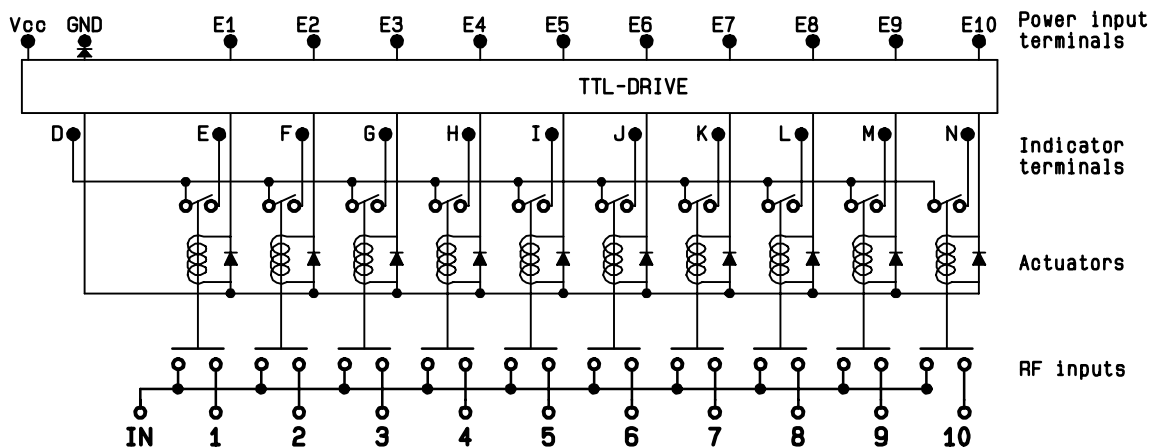 Vcc GND E1 E2 E3 E4 E5 E6 E7 E8 E9 E10 Power input
terminals
TTL-DRIVE
D E F G H I J K L M N Indicator
terminals
Actuators
RF inputs
IN 1 2 3 4 5 6 7 8 9 10